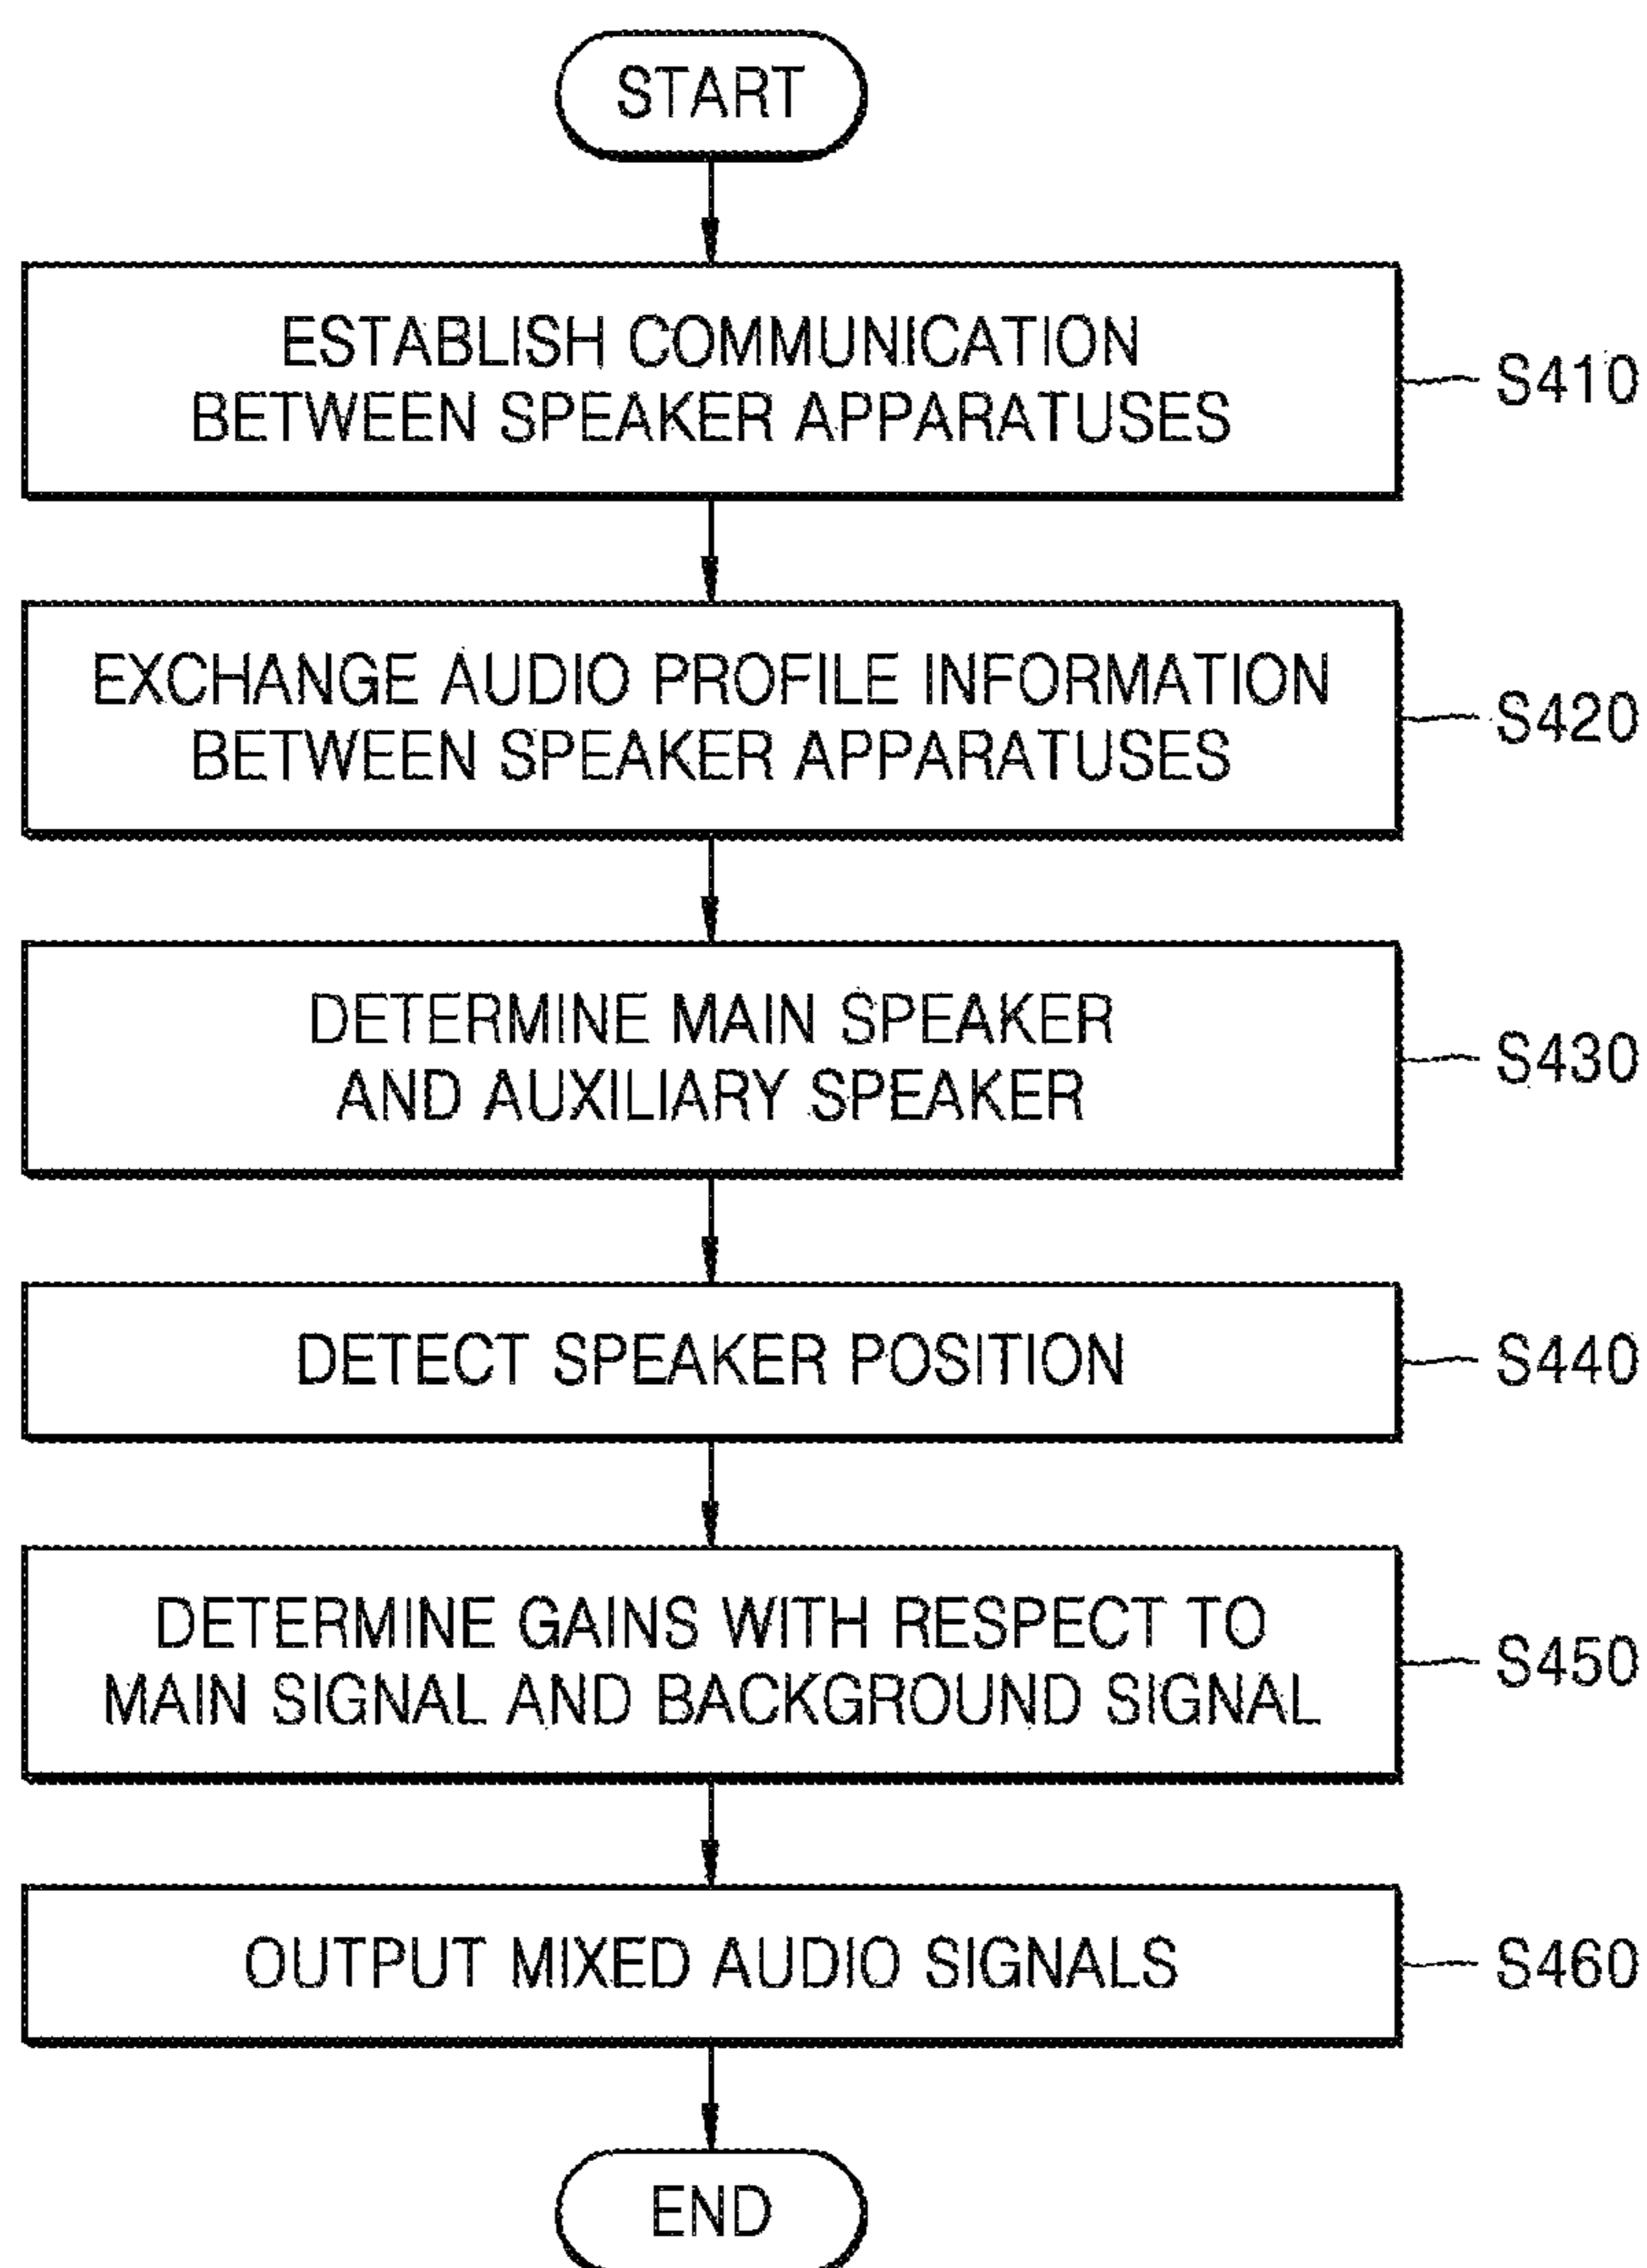 START
ESTABLISH COMMUNICATION
BETWEEN SPEAKER APPARATUSES
S410
EXCHANGE AUDIO PROFILE INFORMATION
BETWEEN SPEAKER APPARATUSES
S420
DETERMINE MAIN SPEAKER
AND AUXILIARY SPEAKER
S430
DETECT SPEAKER POSITION
S440
DETERMINE GAINS WITH RESPECT TO
MAIN SIGNAL AND BACKGROUND SIGNAL
S450
OUTPUT MIXED AUDIO SIGNALS
S460
END